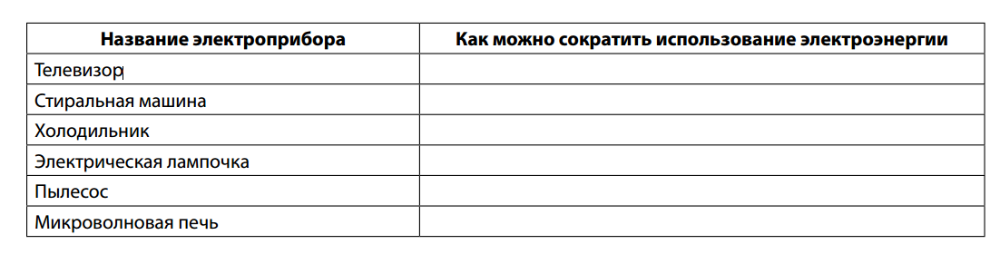 Название электроприбора Как можно сократить использование электроэнергии
Телевизор
Стиральная машина
Холодильник
Электрическая лампочка
Пылесос
Микроволновая печь